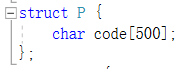 struct P {
    char code[500];
};